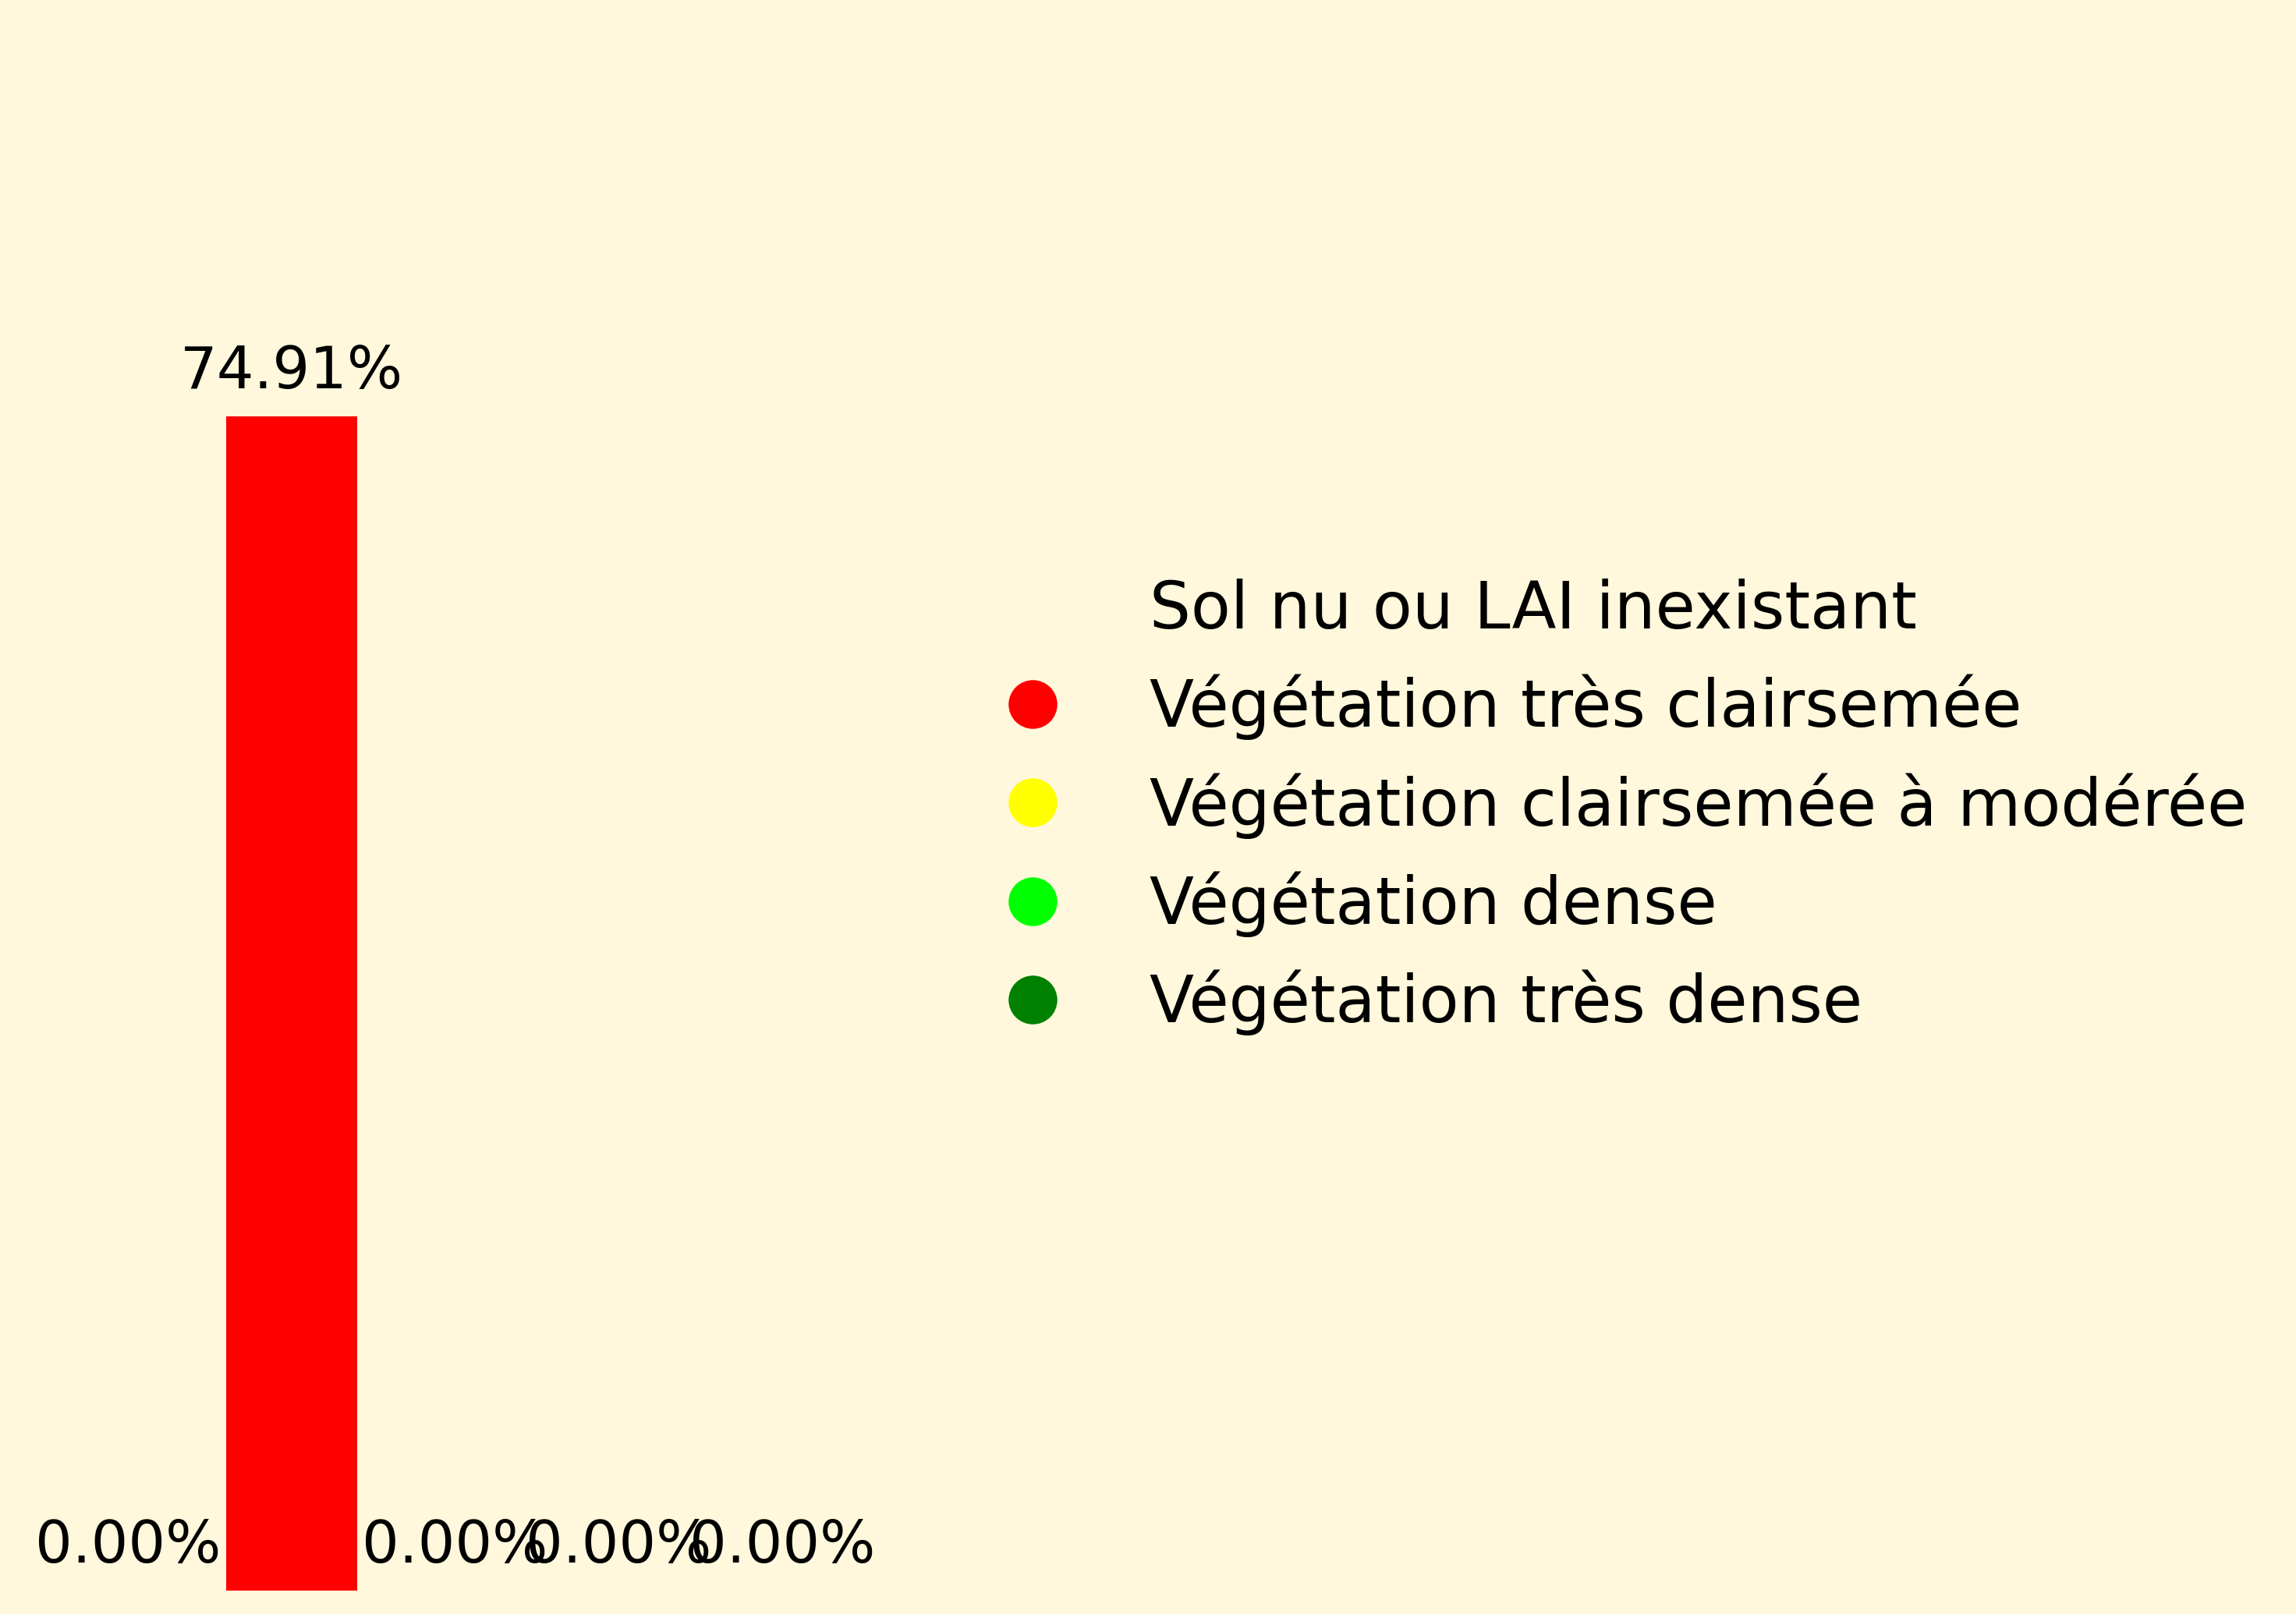 74.91%
Sol nu ou LAI inexistant
Végétation très clairsemée
Végétation clairsemée à modérée
Végétation dense
Végétation très dense
0.00% 0.00% 0.00% 0.00%